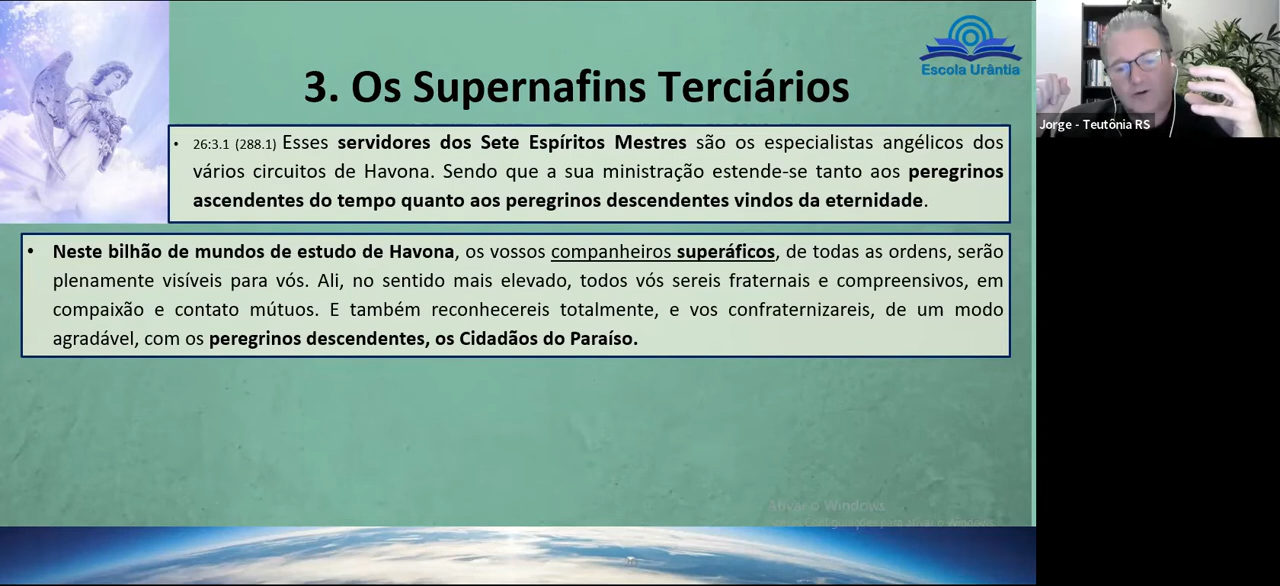 Escola Urântia
3. Os Supernafins Terciários
Jorge - Teutônia RS
• 26:3.1 (288.1) Esses servidores dos Sete Espíritos Mestres são os especialistas angélicos dos
vários circuitos de Havona. Sendo que a sua ministração estende-se tanto aos peregrinos
ascendentes do tempo quanto aos peregrinos descendentes vindos da eternidade.
• Neste bilhão de mundos de estudo de Havona, os vossos companheiros superáficos, de todas as ordens, serão
plenamente visíveis para vós. Ali, no sentido mais elevado, todos vós sereis fraternais e compreensivos, em
compaixão e contato mútuos. E também reconhecereis totalmente, e vos confraternizareis, de um modo
agradável, com os peregrinos descendentes, os Cidadãos do Paraíso.
Ativar o Windows